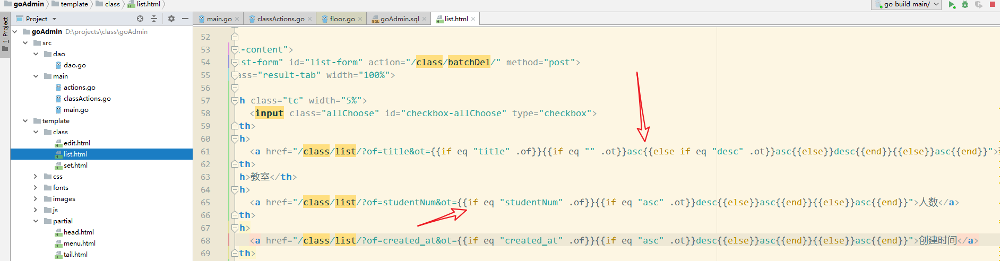 goAdmin template class list.html go build main/
1: Project
Project main.go classActions.go floor.go goAdmin.sql list.html
goAdmin D:\projects\class\goAdmin
src
dao
dao.go
main
actions.go
classActions.go
main.go
template
class
edit.html
list.html
set.html
css
fonts
images
js
partial
head.html
menu.html
tail.html
52
53 t-content">
54 ist-form" id="list-form" action="/class/batchDel/" method="post">
55 ass="result-tab" width="100%">
56
57 h class="tc" width="5%">
58 <input class="allChoose" id="checkbox-allChoose" type="checkbox">
59 th>
60 h>
61 <a href="/class/list/?of=title&ot={{if eq "title" .of}}{{if eq "" .ot}}asc{{else if eq "desc" .ot}}asc{{else}}desc{{end}}{{else}}asc{{end}}">
62 th>
63 h>教室</th>
64 h>
65 <a href="/class/list/?of=studentNum&ot={{if eq "studentNum" .of}}{{if eq "asc" .ot}}desc{{else}}asc{{end}}{{else}}asc{{end}}">人数</a>
66 th>
67 h>
68 <a href="/class/list/?of=created_at&ot={{if eq "created_at" .of}}{{if eq "asc" .ot}}desc{{else}}asc{{end}}{{else}}asc{{end}}">创建时间</a>
69 th>